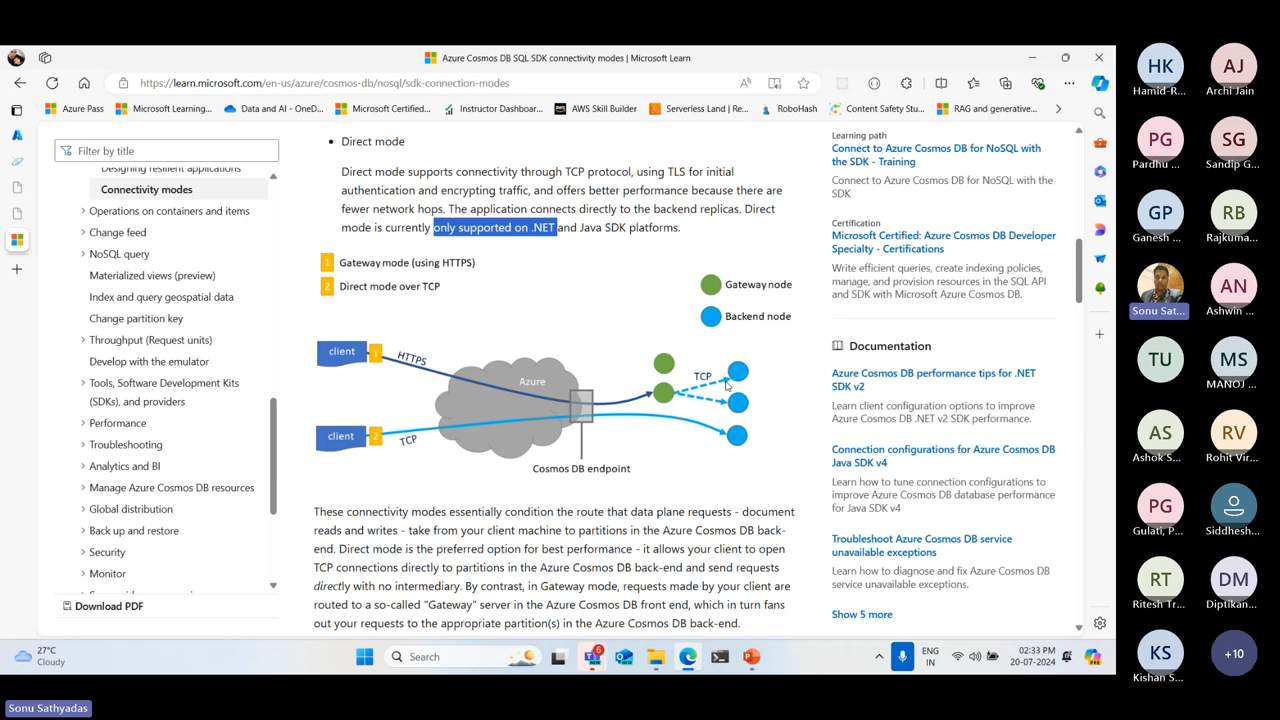 Azure Cosmos DB SQL SDK connectivity modes | Microsoft Learn
https://learn.microsoft.com/en-us/azure/cosmos-db/nosql/sdk-connection-modes
Azure Pass
Microsoft Learning...
Data and AI - OneD...
Microsoft Certified...
Instructor Dashboar...
AWS Skill Builder
Serverless Land | Re...
RoboHash
Content Safety Stu...
RAG and generative...
Filter by title
Designing resilient applications
Connectivity modes
Operations on containers and items
Change feed
NoSQL query
Materialized views (preview)
Index and query geospatial data
Change partition key
Throughput (Request units)
Develop with the emulator
Tools, Software Development Kits
(SDKs), and providers
Performance
Troubleshooting
Analytics and BI
Manage Azure Cosmos DB resources
Global distribution
Back up and restore
Security
Monitor
Download PDF
• Direct mode
Direct mode supports connectivity through TCP protocol, using TLS for initial
authentication and encrypting traffic, and offers better performance because there are
fewer network hops. The application connects directly to the backend replicas. Direct
mode is currently only supported on .NET and Java SDK platforms.
1 Gateway mode (using HTTPS)
2 Direct mode over TCP
Gateway node
Backend node
client 1
HTTPS
Azure
TCP
client 2
TCP
Cosmos DB endpoint
These connectivity modes essentially condition the route that data plane requests - document
reads and writes - take from your client machine to partitions in the Azure Cosmos DB back-
end. Direct mode is the preferred option for best performance - it allows your client to open
TCP connections directly to partitions in the Azure Cosmos DB back-end and send requests
directly with no intermediary. By contrast, in Gateway mode, requests made by your client are
routed to a so-called "Gateway" server in the Azure Cosmos DB front end, which in turn fans
out your requests to the appropriate partition(s) in the Azure Cosmos DB back-end.
Learning path
Connect to Azure Cosmos DB for NoSQL with
the SDK - Training
Connect to Azure Cosmos DB for NoSQL with the
SDK
Certification
Microsoft Certified: Azure Cosmos DB Developer
Specialty - Certifications
Write efficient queries, create indexing policies,
manage, and provision resources in the SQL API
and SDK with Microsoft Azure Cosmos DB.
Documentation
Azure Cosmos DB performance tips for .NET
SDK v2
Learn client configuration options to improve
Azure Cosmos DB .NET v2 SDK performance.
Connection configurations for Azure Cosmos DB
Java SDK v4
Learn how to tune connection configurations to
improve Azure Cosmos DB database performance
for Java SDK v4
Troubleshoot Azure Cosmos DB service
unavailable exceptions
Learn how to diagnose and fix Azure Cosmos DB
service unavailable exceptions.
Show 5 more
27°C
Cloudy
Search
6
ENG
IN
02:33 PM
20-07-2024
HK
Hamid-R...
AJ
Archi Jain
PG
Pardhu ...
SG
Sandip G...
GP
Ganesh ...
RB
Rajkuma...
Sonu Sat...
AN
Ashwin ...
TU
MS
MANOJ ...
AS
Ashok S...
RV
Rohit Vir...
PG
Gulati, P...
Siddhesh...
RT
Ritesh Tr...
DM
Diptikan...
KS
Kishan S...
+10
Sonu Sathyadas